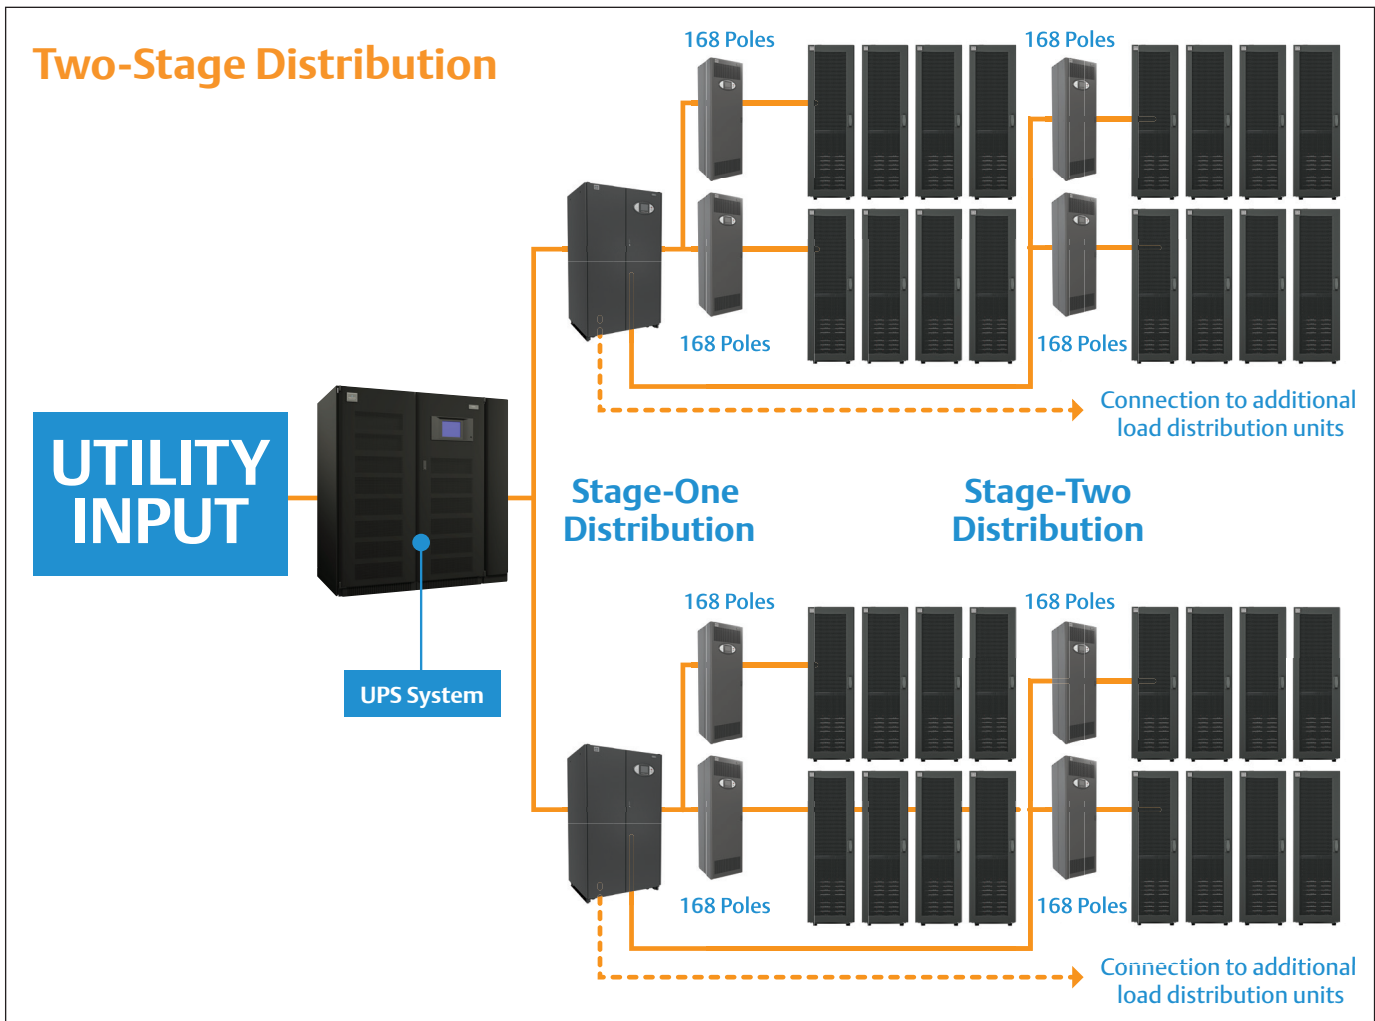 Two-Stage Distribution
168 Poles
168 Poles
168 Poles
168 Poles
Connection to additional
load distribution units
UTILITY
INPUT
Stage-One
Distribution
Stage-Two
Distribution
UPS System
168 Poles
168 Poles
168 Poles
168 Poles
Connection to additional
load distribution units